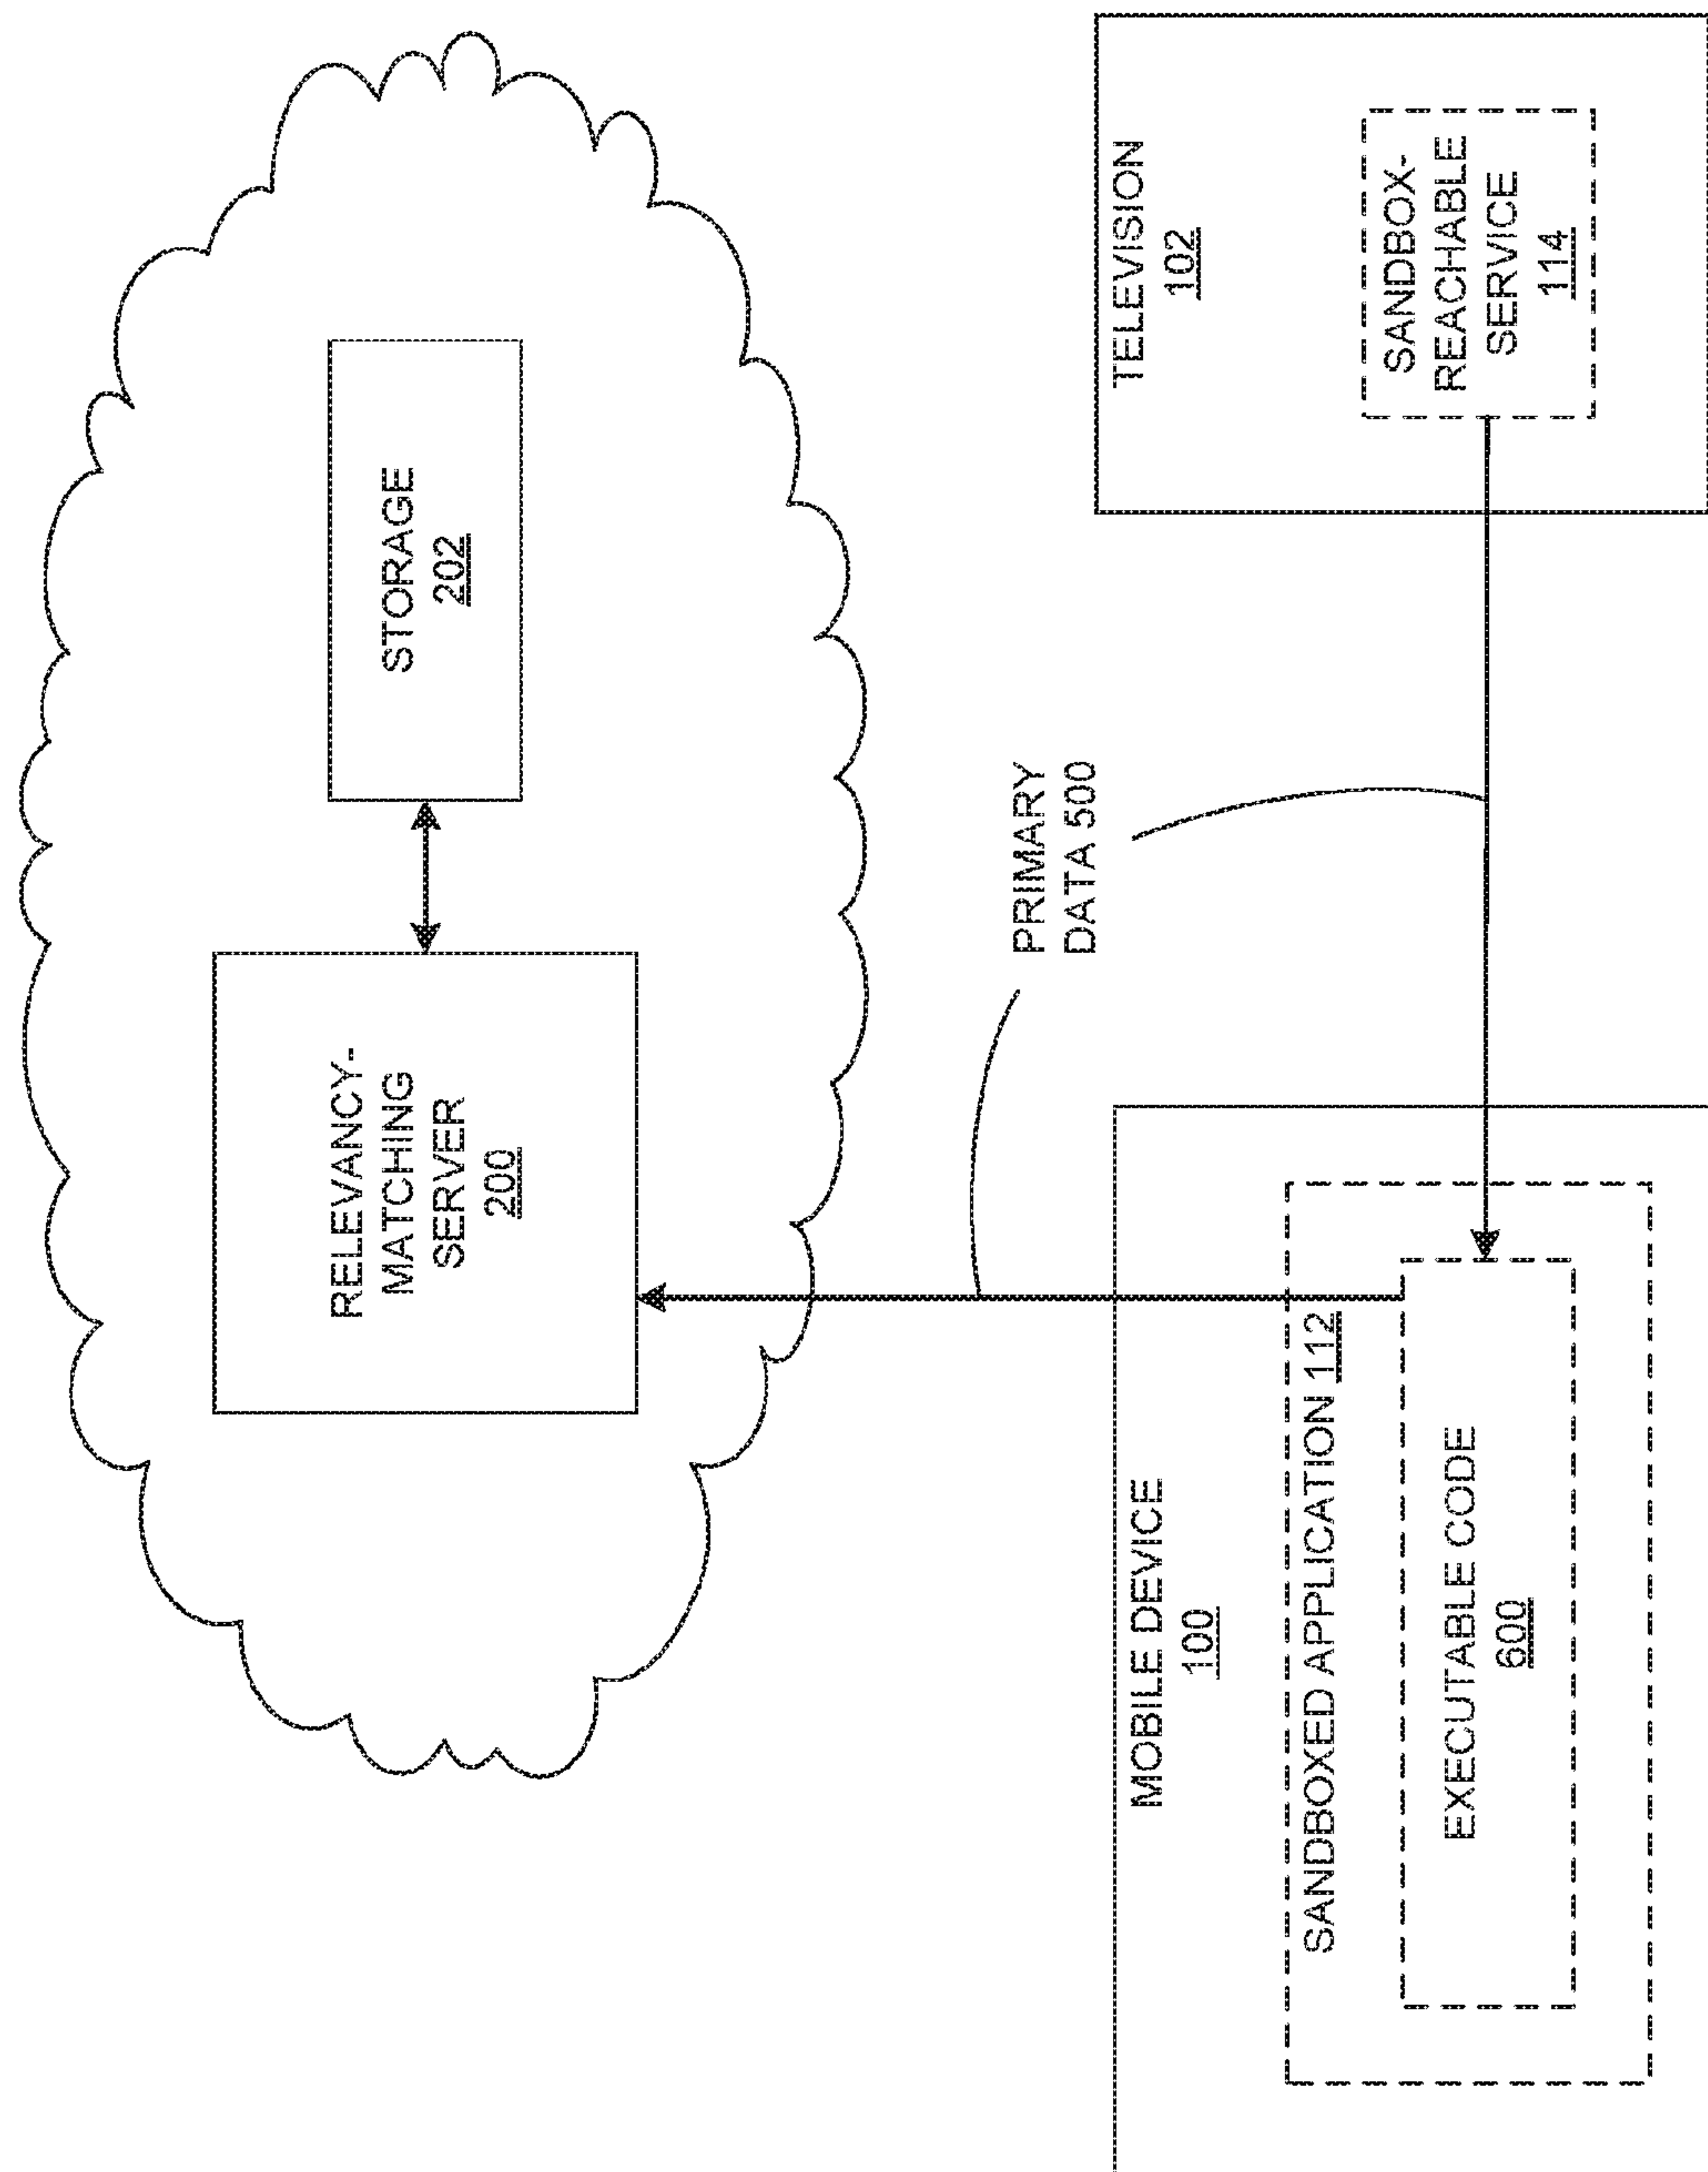 RELEVANCY-
MATCHING
SERVER
200
STORAGE
202
PRIMARY
DATA 500
MOBILE DEVICE
100
SANDBOXED APPLICATION 112
EXECUTABLE CODE
600
TELEVISION
102
SANDBOX-
REACHABLE
SERVICE
114